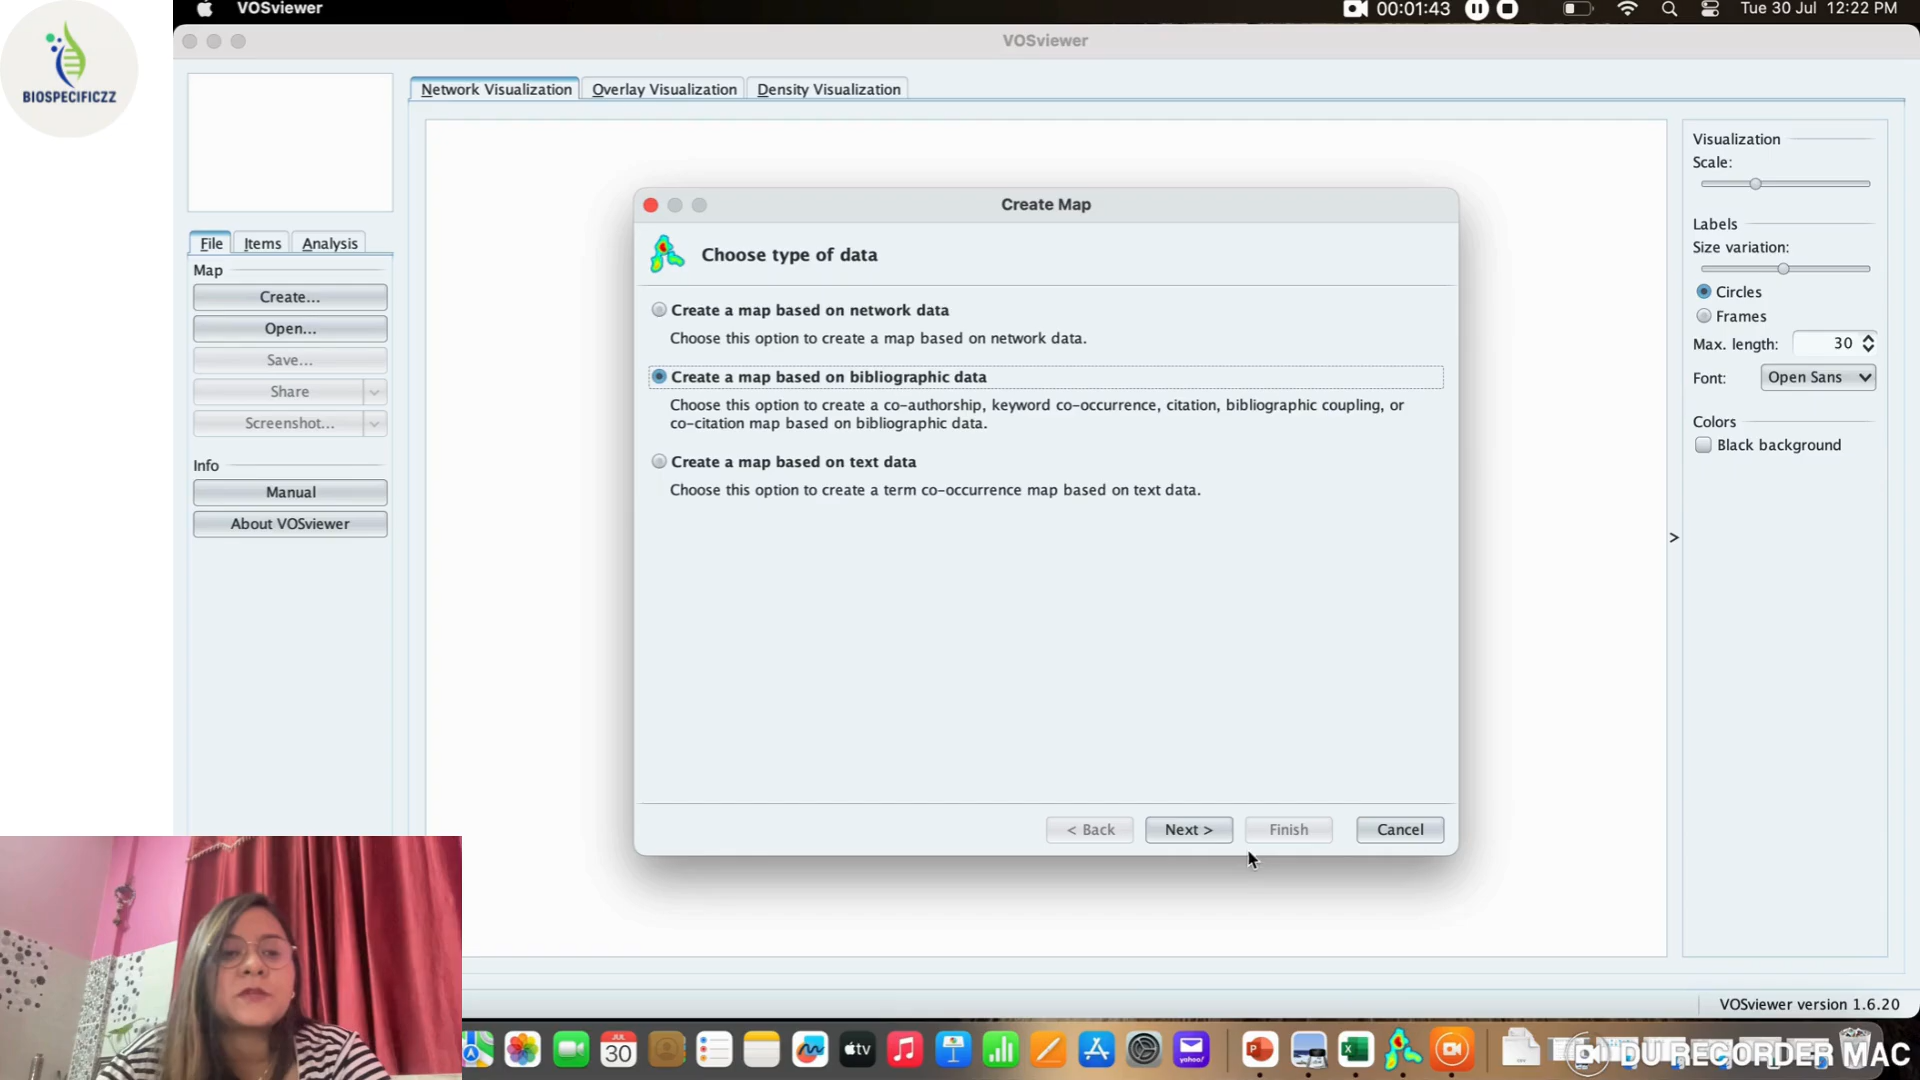 VOSviewer
00:01:43
Tue 30 Jul 12:22 PM
BIOSPECIFICZZ
VOSviewer
Network Visualization
Overlay Visualization
Density Visualization
File
Items
Analysis
Map
Create...
Open...
Save...
Share
Screenshot...
Info
Manual
About VOSviewer
Create Map
Choose type of data
Create a map based on network data
Choose this option to create a map based on network data.
Create a map based on bibliographic data
Choose this option to create a co-authorship, keyword co-occurrence, citation, bibliographic coupling, or
co-citation map based on bibliographic data.
Create a map based on text data
Choose this option to create a term co-occurrence map based on text data.
< Back
Next >
Finish
Cancel
>
Visualization
Scale:
Labels
Size variation:
Circles
Frames
Max. length: 30
Font: Open Sans
Colors
Black background
VOSviewer version 1.6.20
JUL
30
tv
yahoo!
DU RECORDER MAC